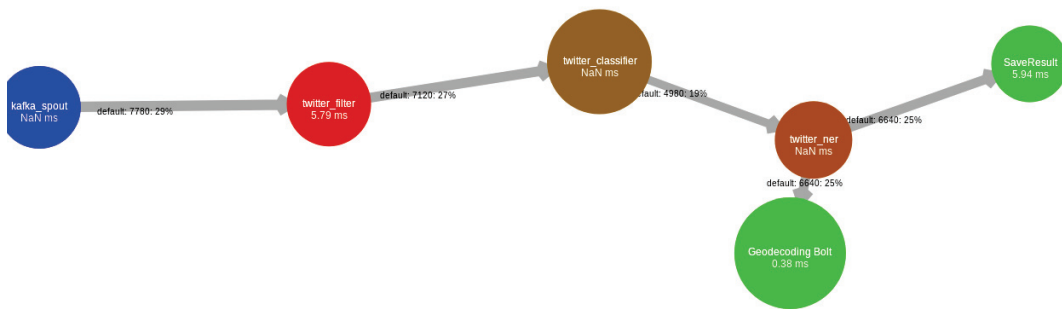 kafka_spout
NaN ms
default: 7780: 29%
twitter_filter
5.79 ms
default: 7120: 27%
twitter_classifier
NaN ms
default: 4980: 19%
twitter_ner
NaN ms
default: 6640: 25%
SaveResult
5.94 ms
default: 6640: 25%
Geodecoding Bolt
0.38 ms